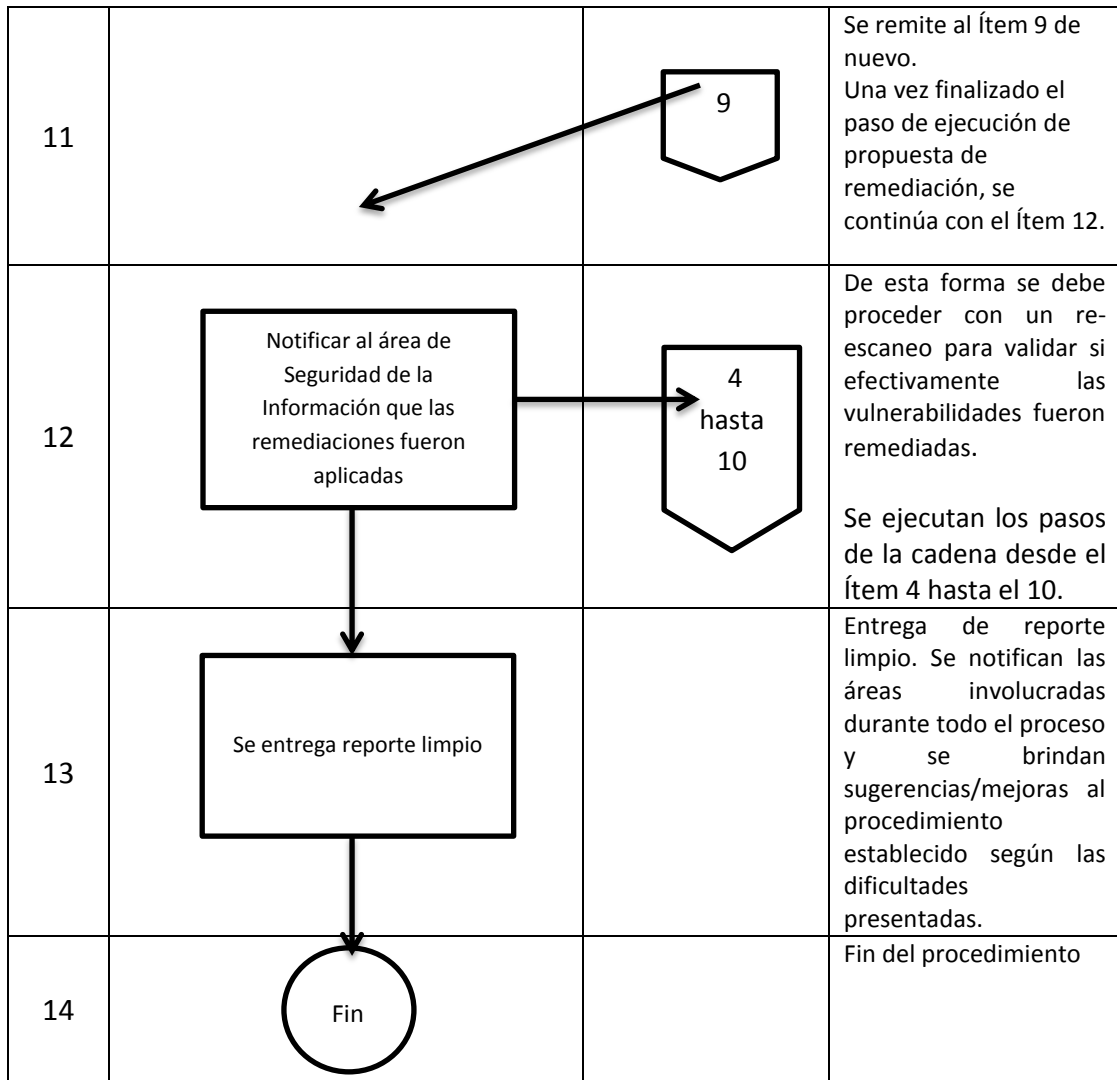 11
9
Se remite al Ítem 9 de
nuevo.
Una vez finalizado el
paso de ejecución de
propuesta de
remediación, se
continúa con el Ítem 12.
12
Notificar al área de
Seguridad de la
Información que las
remediaciones fueron
aplicadas
4
hasta
10
De esta forma se debe
proceder con un re-
escaneo para validar si
efectivamente las
vulnerabilidades fueron
remediadas.
Se ejecutan los pasos
de la cadena desde el
Ítem 4 hasta el 10.
13
Se entrega reporte limpio
Entrega de reporte
limpio. Se notifican las
áreas involucradas
durante todo el proceso
y se brindan
sugerencias/mejoras al
procedimiento
establecido según las
dificultades
presentadas.
14
Fin
Fin del procedimiento